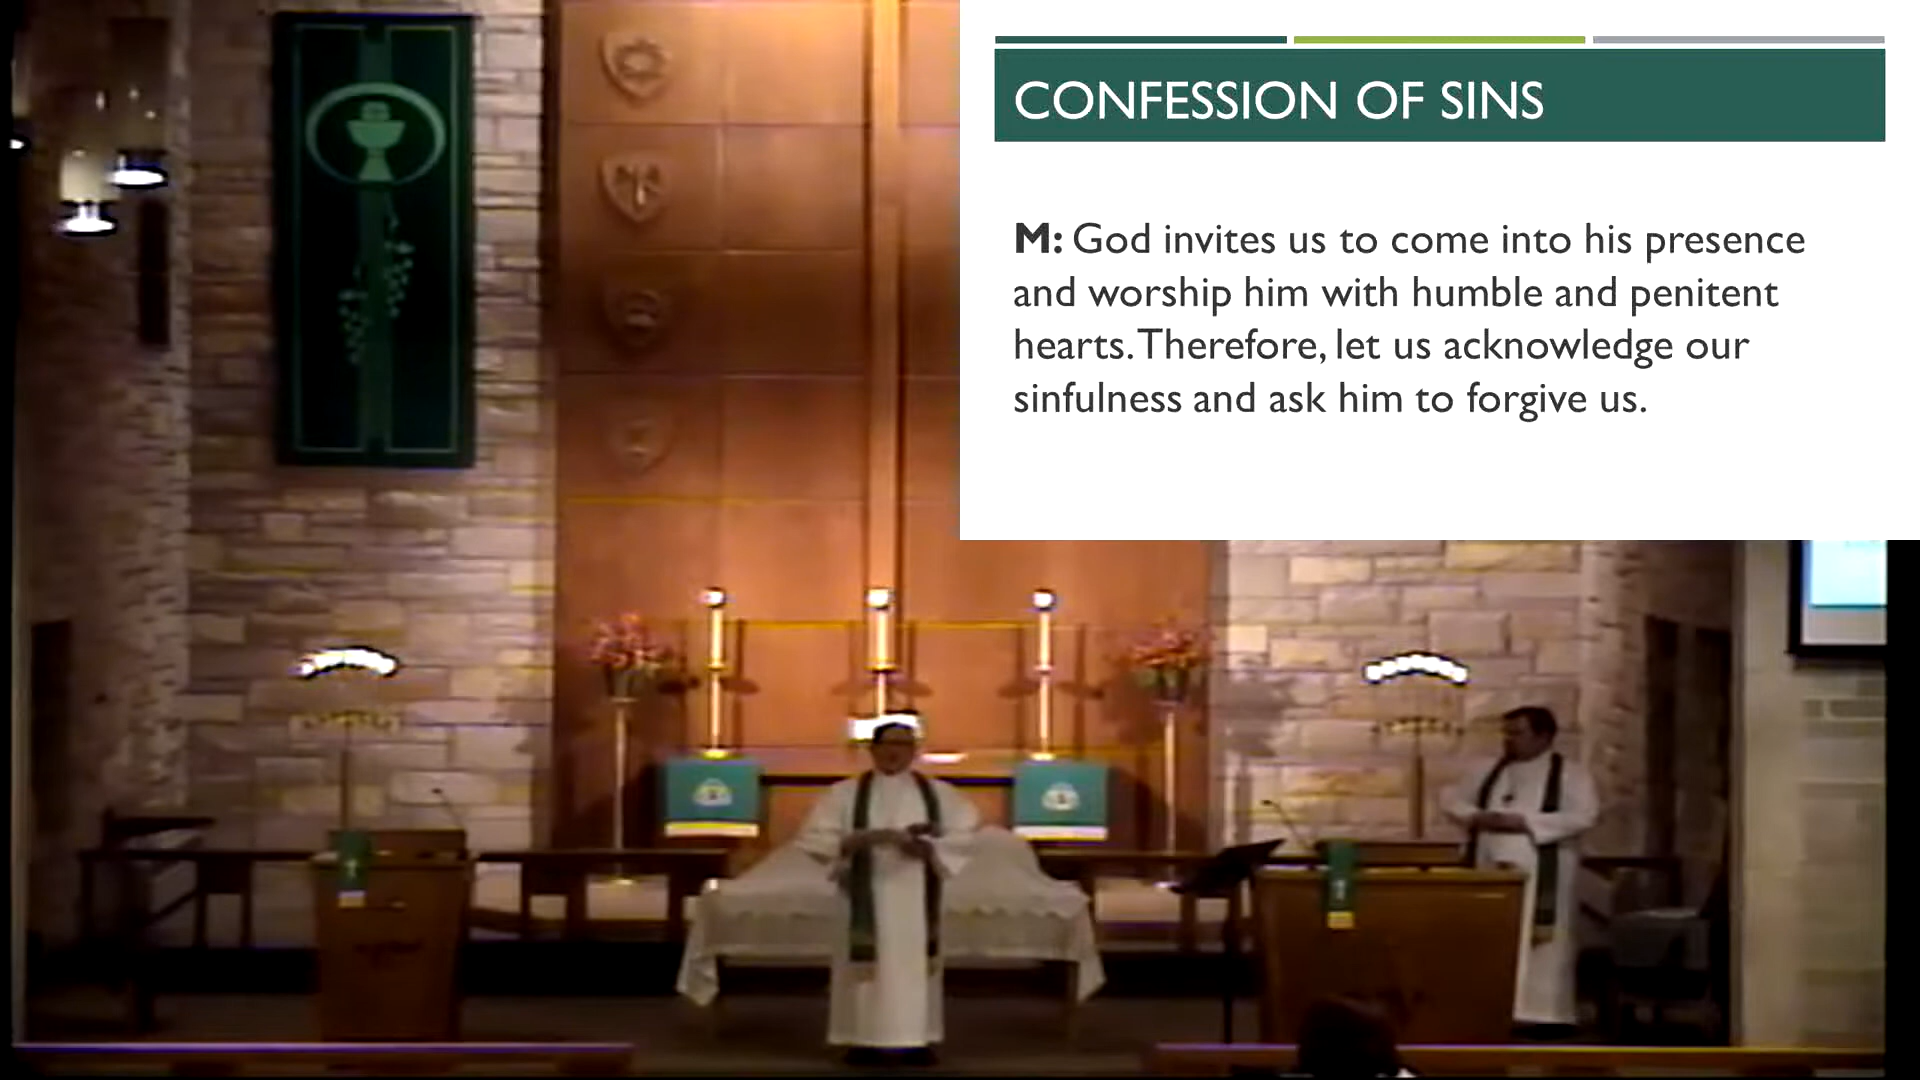 CONFESSION OF SINS
M: God invites us to come into his presence
and worship him with humble and penitent
hearts. Therefore, let us acknowledge our
sinfulness and ask him to forgive us.